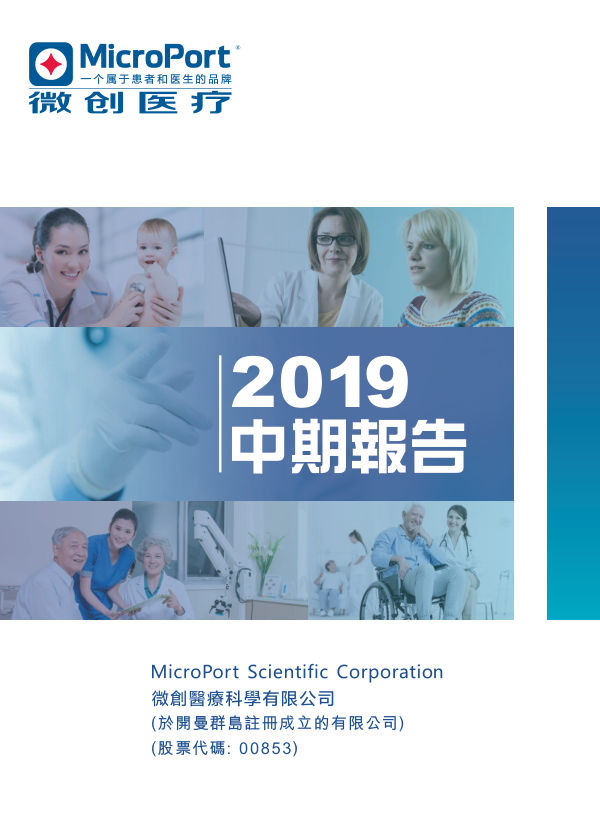 MicroPort®
一个属于患者和医生的品牌
微创医疗
2019
中期報告
MicroPort Scientific Corporation
微創醫療科學有限公司
(於開曼群島註冊成立的有限公司)
(股票代碼: 00853)